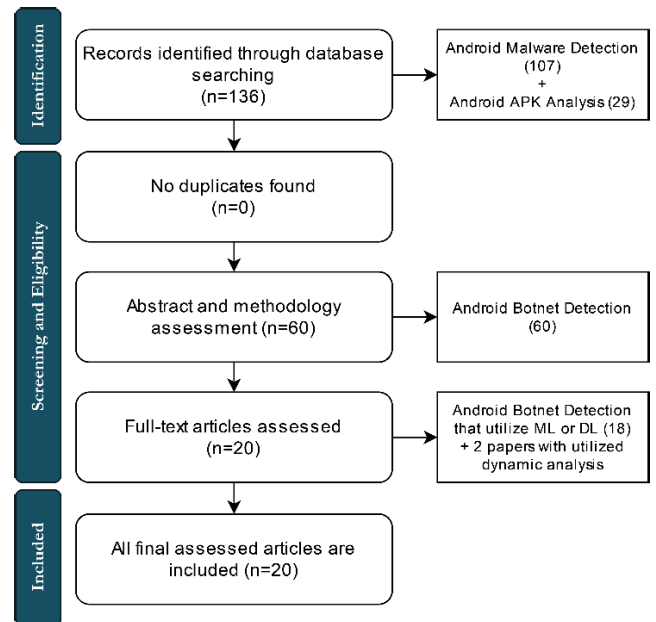 Identification
Records identified through database
searching
(n=136)
Android Malware Detection
(107)
+
Android APK Analysis (29)
Screening and Eligibility
No duplicates found
(n=0)
Abstract and methodology
assessment (n=60)
Android Botnet Detection
(60)
Full-text articles assessed
(n=20)
Android Botnet Detection
that utilize ML or DL (18)
+ 2 papers with utilized
dynamic analysis
Included
All final assessed articles are
included (n=20)